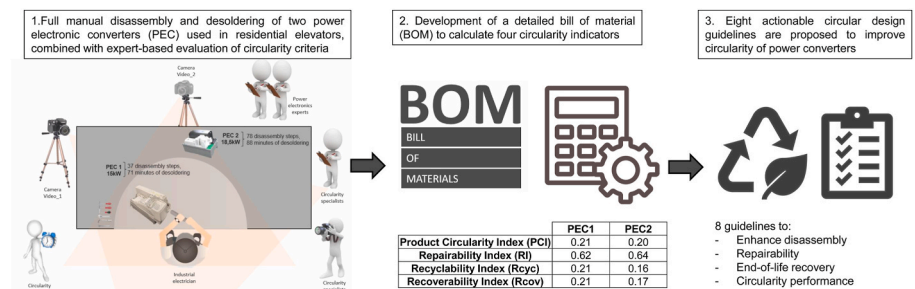 1.Full manual disassembly and desoldering of two power
electronic converters (PEC) used in residential elevators,
combined with expert-based evaluation of circularity criteria
Camera
Video_2
Power
electronics
experts
Camera
Video_1
PEC 2
18,5kW
78 disassembly steps,
88 minutes of desoldering
PEC 1
15kW
37 disassembly steps,
71 minutes of desoldering
Circularity
specialists
Industrial
electrician
Circularity
Circularity
2. Development of a detailed bill of material
(BOM) to calculate four circularity indicators
BOM
BILL
OF
MATERIALS
PEC1 PEC2
Product Circularity Index (PCI) 0.21 0.20
Repairability Index (RI) 0.62 0.64
Recyclability Index (Rcyc) 0.21 0.16
Recoverability Index (Rcov) 0.21 0.17
3. Eight actionable circular design
guidelines are proposed to improve
circularity of power converters
8 guidelines to:
- Enhance disassembly
- Repairability
- End-of-life recovery
- Circularity performance